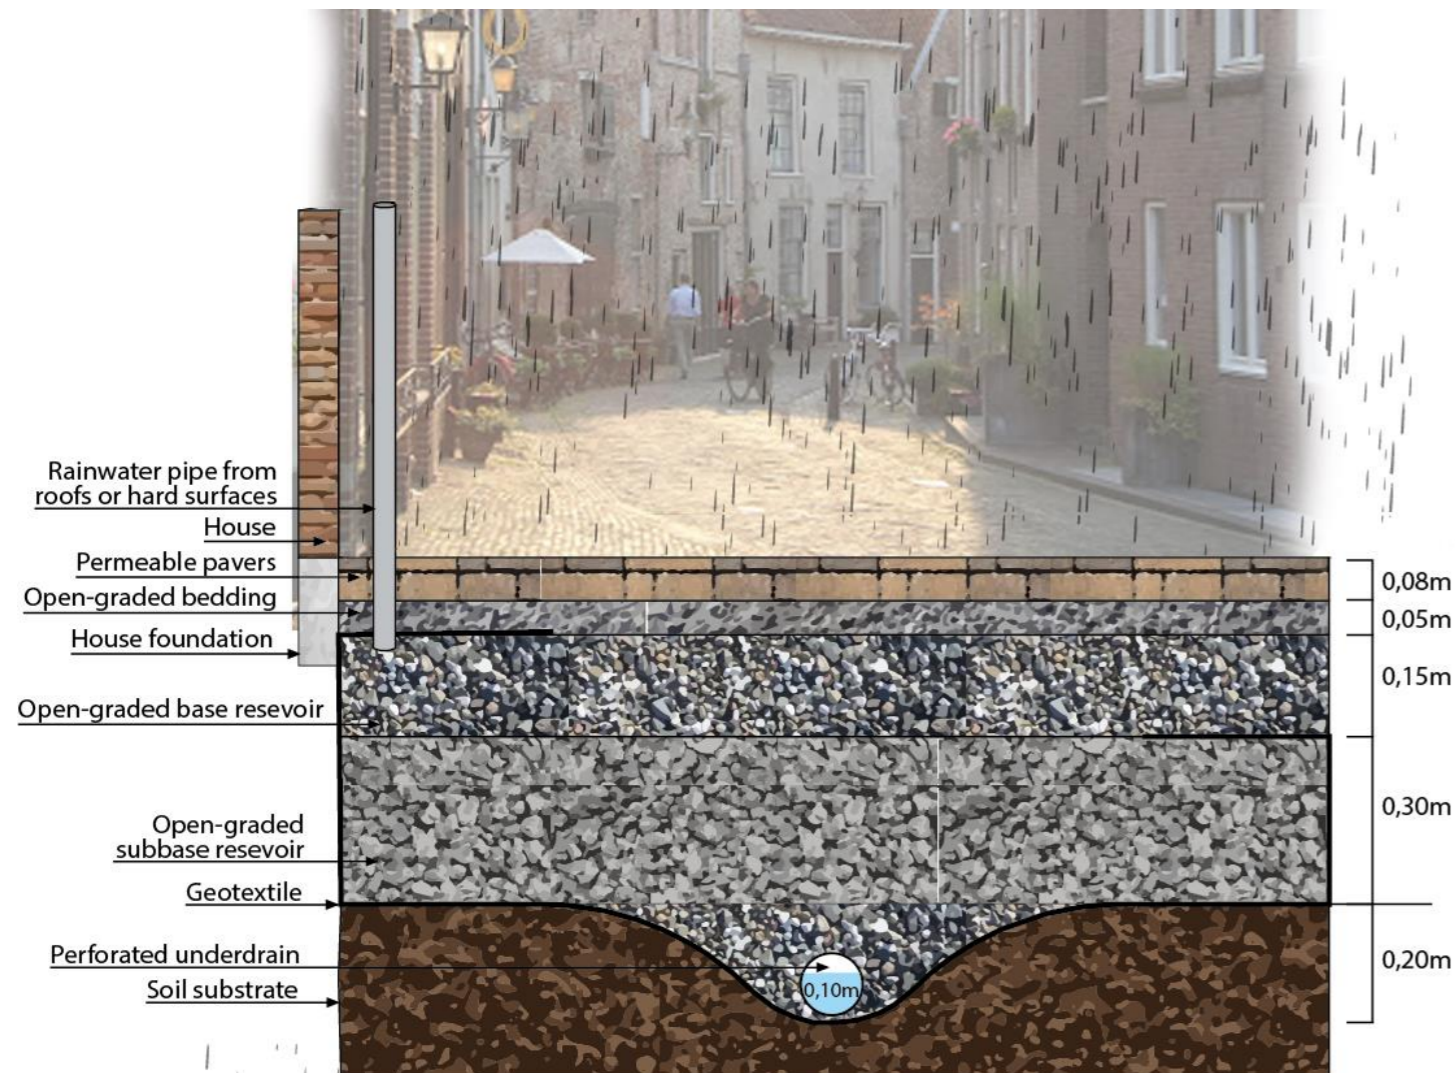 Rainwater pipe from
roofs or hard surfaces
House
Permeable pavers
Open-graded bedding
House foundation
Open-graded base resevoir
Open-graded
subbase resevoir
Geotextile
Perforated underdrain
Soil substrate
0,08m
0,05m
0,15m
0,30m
0,20m
0,10m